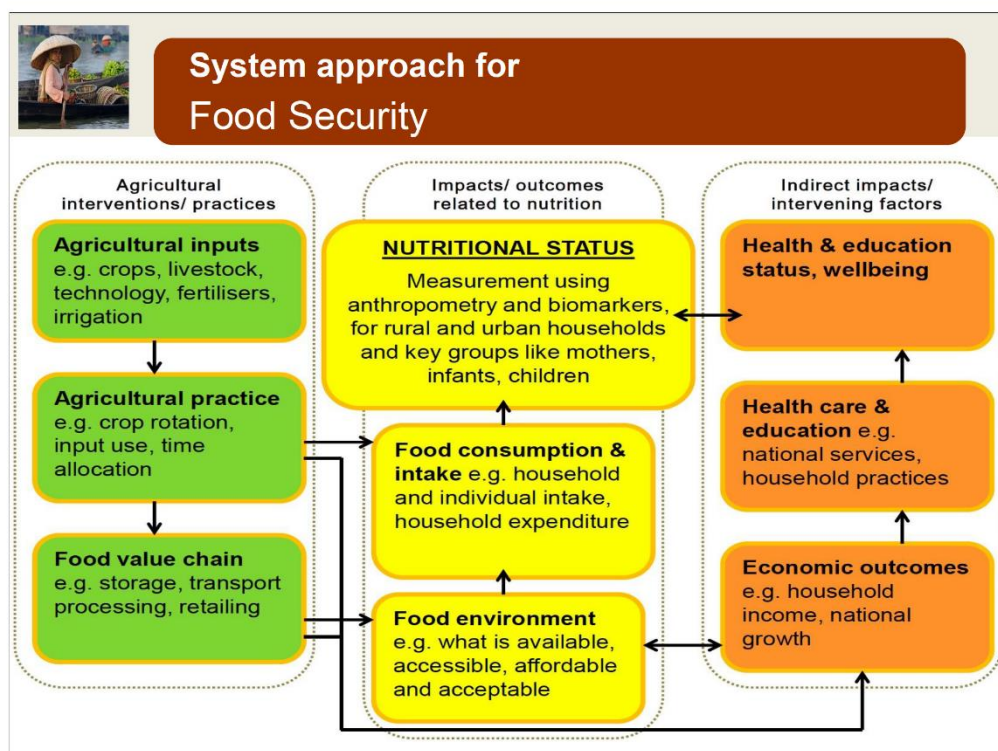 System approach for
Food Security
Agricultural
interventions/ practices
Agricultural inputs
e.g. crops, livestock,
technology, fertilisers,
irrigation
Agricultural practice
e.g. crop rotation,
input use, time
allocation
Food value chain
e.g. storage, transport
processing, retailing
Impacts/ outcomes
related to nutrition
NUTRITIONAL STATUS
Measurement using
anthropometry and biomarkers,
for rural and urban households
and key groups like mothers,
infants, children
Food consumption &
intake e.g. household
and individual intake,
household expenditure
Food environment
e.g. what is available,
accessible, affordable
and acceptable
Indirect impacts/
intervening factors
Health & education
status, wellbeing
Health care &
education e.g.
national services,
household practices
Economic outcomes
e.g. household
income, national
growth